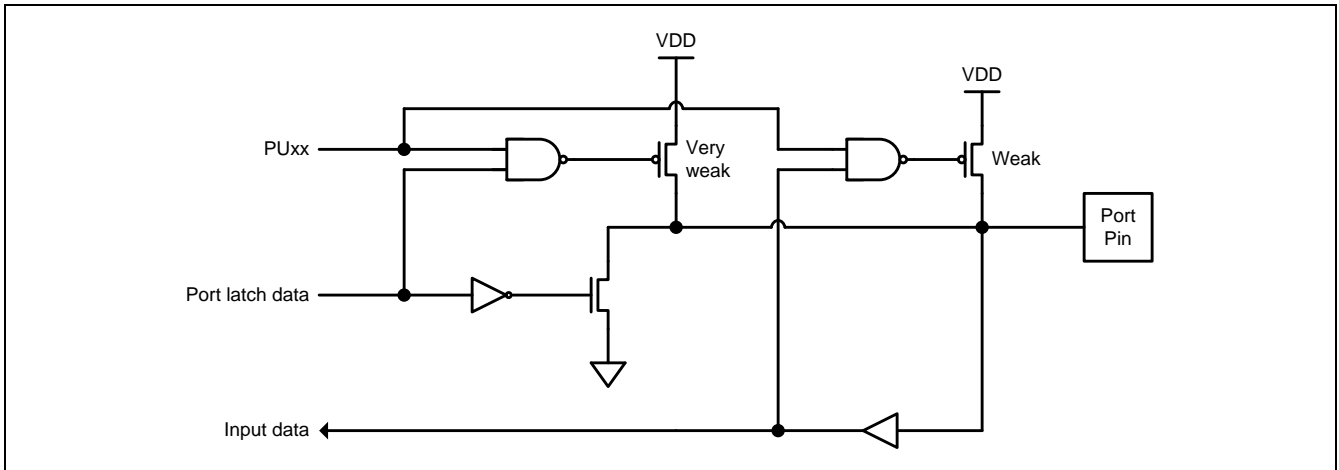 VDD
VDD
PUxx
Very
weak
Weak
Port
Pin
Port latch data
Input data